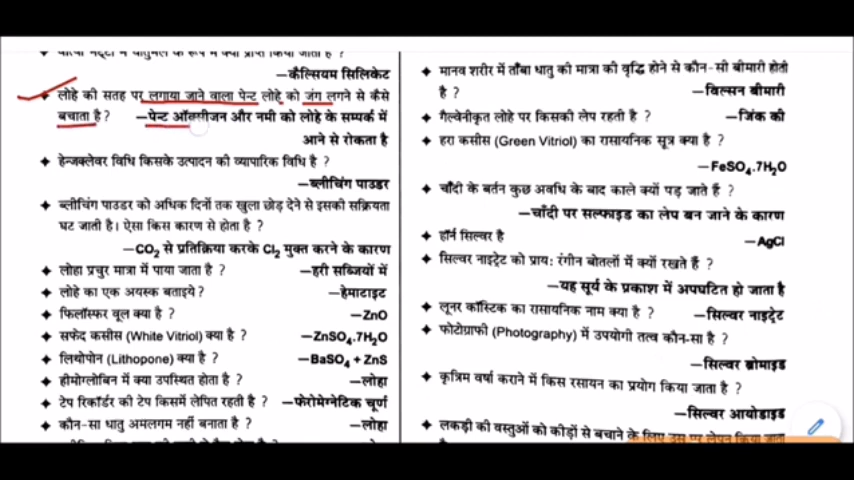 में धातुमल के रूप में क्या प्राप्त किया जाता है ?
—कैल्सियम सिलिकेट
✦ लोहे की सतह पर लगाया जाने वाला पेन्ट लोहे को जंग लगने से कैसे
बचाता है? —पेन्ट ऑक्सीजन और नमी को लोहे के सम्पर्क में
आने से रोकता है
✦ हेन्जक्लेवर विधि किसके उत्पादन की व्यापारिक विधि है ?
—ब्लीचिंग पाउडर
✦ ब्लीचिंग पाउडर को अधिक दिनों तक खुला छोड़ देने से इसकी सक्रियता
घट जाती है। ऐसा किस कारण से होता है ?
—CO₂ से प्रतिक्रिया करके Cl₂ मुक्त करने के कारण
✦ लोहा प्रचुर मात्रा में पाया जाता है ? —हरी सब्जियों में
✦ लोहे का एक अयस्क बताइये? —हेमाटाइट
✦ फिलॉस्फर वूल क्या है ? —ZnO
✦ सफेद कसीस (White Vitriol) क्या है ? —ZnSO₄.7H₂O
✦ लिथोपोन (Lithopone) क्या है ? —BaSO₄ + ZnS
✦ हीमोग्लोबिन में क्या उपस्थित होता है ? —लोहा
✦ टेप रिकॉर्डर की टेप किसमें लेपित रहती है ? —फेरोमेग्नेटिक चूर्ण
✦ कौन-सा धातु अमलगम नहीं बनाता है ? —लोहा
✦ मानव शरीर में ताँबा धातु की मात्रा की वृद्धि होने से कौन-सी बीमारी होती
है ? —विल्सन बीमारी
✦ गैल्वेनीकृत लोहे पर किसकी लेप रहती है ? —जिंक की
✦ हरा कसीस (Green Vitriol) का रासायनिक सूत्र क्या है ?
—FeSO₄.7H₂O
✦ चाँदी के बर्तन कुछ अवधि के बाद काले क्यों पड़ जाते हैं ?
—चाँदी पर सल्फाइड का लेप बन जाने के कारण
✦ हॉर्न सिल्वर है —AgCl
✦ सिल्वर नाइट्रेट को प्रायः रंगीन बोतलों में क्यों रखते हैं ?
—यह सूर्य के प्रकाश में अपघटित हो जाता है
✦ लूनर कॉस्टिक का रासायनिक नाम क्या है ? —सिल्वर नाइट्रेट
✦ फोटोग्राफी (Photography) में उपयोगी तत्व कौन-सा है ?
—सिल्वर ब्रोमाइड
✦ कृत्रिम वर्षा कराने में किस रसायन का प्रयोग किया जाता है ?
—सिल्वर आयोडाइड
✦ लकड़ी की वस्तुओं को कीड़ों से बचाने के लिए उस पर लेपन किया जाता